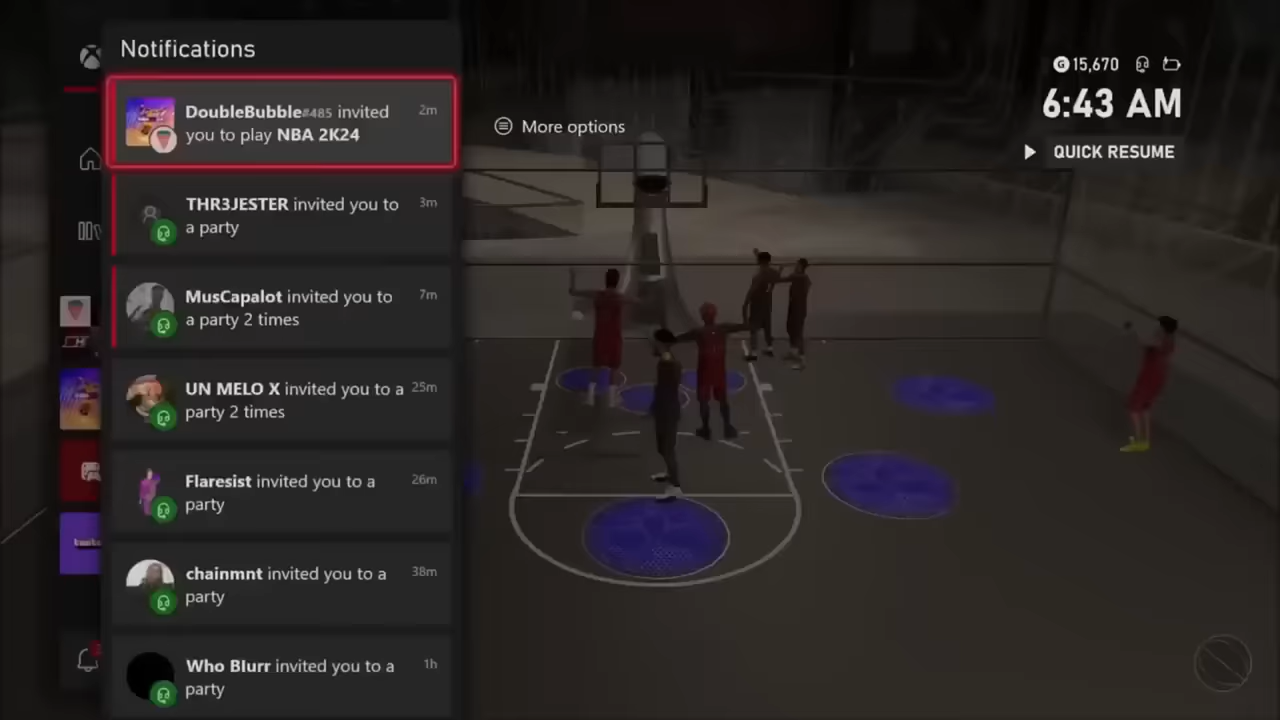 Notifications
DoubleBubble#485 invited
you to play NBA 2K24
2m
THR3JESTER invited you to
a party
3m
MusCapalot invited you to
a party 2 times
7m
UN MELO X invited you to a
party 2 times
25m
Flaresist invited you to a
party
26m
chainmnt invited you to a
party
38m
Who Blurr invited you to a
party
1h
More options
G 15,670
6:43 AM
QUICK RESUME